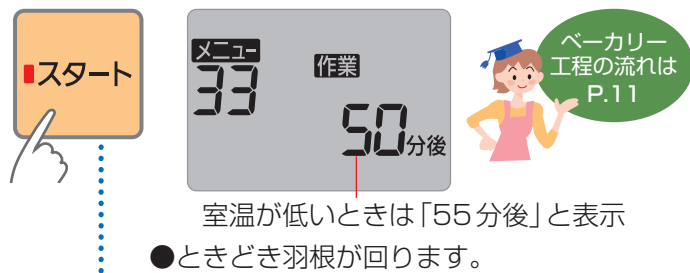 スタート
メニュー
33
作業
50分後
ベーカリー
工程の流れは
P.11
室温が低いときは「55分後」と表示
●ときどき羽根が回ります。